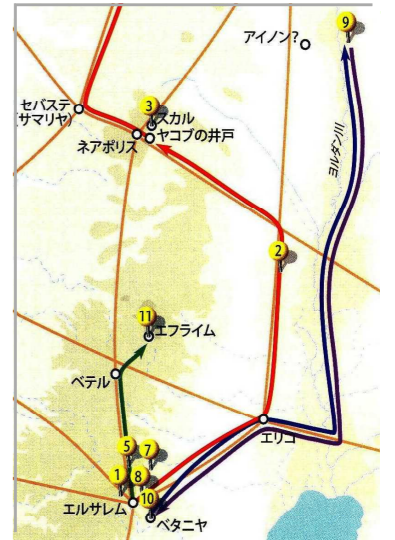 9
アイノン?
セバステ
(サマリヤ)
3
スカル
ヤコブの井戸
ネアポリス
ヨルダン川
2
11
エフライム
ベテル
エリコ
5
7
1
8
10
エルサレム
ベタニヤ